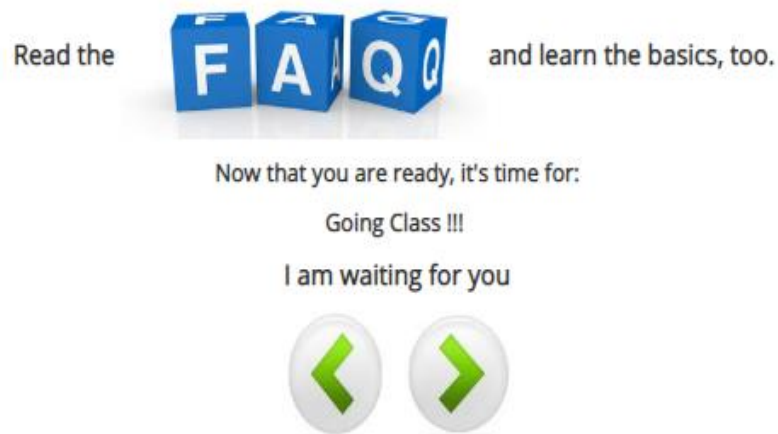 Read the FAQ and learn the basics, too.
Now that you are ready, it's time for:
Going Class !!!
I am waiting for you